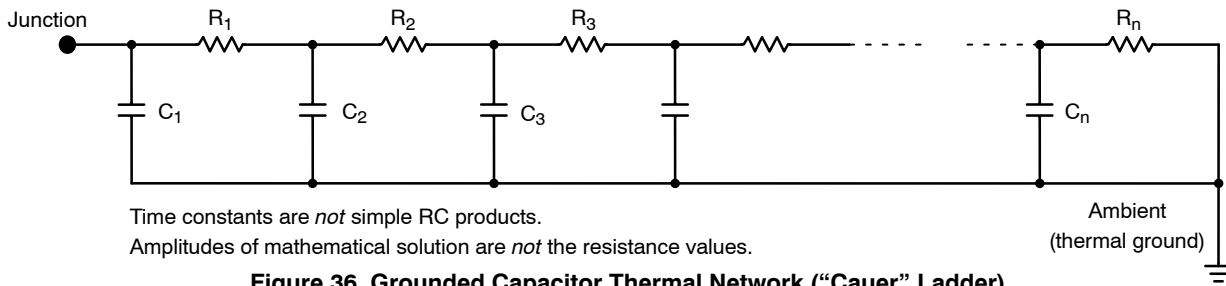 Junction
R1 R2 R3 Rn
C1 C2 C3 Cn
Time constants are not simple RC products.
Amplitudes of mathematical solution are not the resistance values.
Ambient
(thermal ground)
Figure 36. Grounded Capacitor Thermal Network (“Cauer” Ladder)